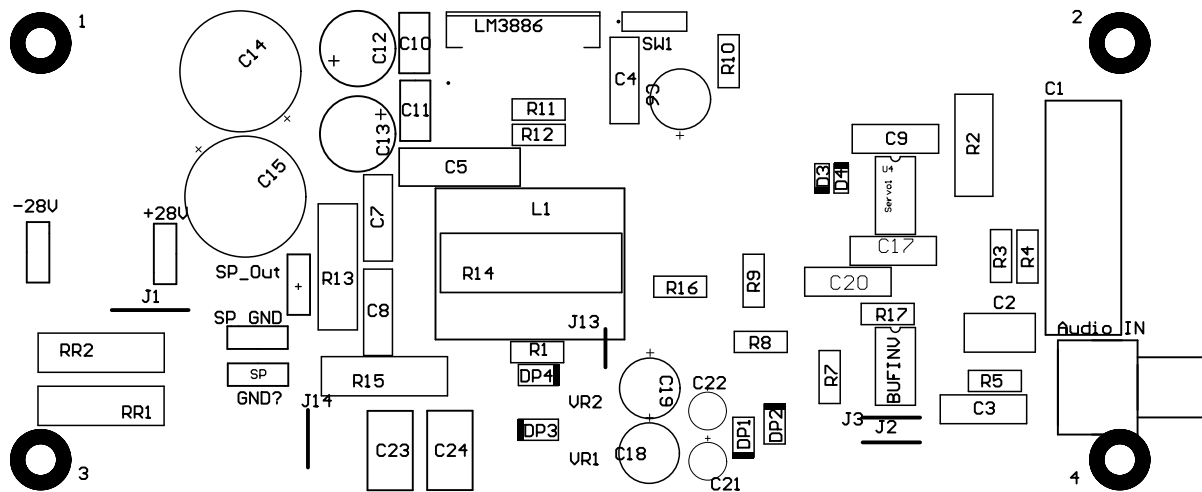 1
2
C14
C12
C10
LM3886
SW1
C4
C6
R10
C1
C11
R11
R12
C13
C9
R2
C15
C5
D3
D4
U4
Servo1
-28V
+28V
C7
L1
C17
R3
R4
SP_Out
+
R13
R14
R16
R9
C20
J1
SP GND
C8
J13
R17
C2
Audio IN
RR2
R1
R8
BUFINV
SP
GND?
R15
DP4
C19
C22
R7
R5
RR1
J14
VR2
DP3
DP1
DP2
J3
J2
C3
C23
C24
VR1
C18
C21
3
4